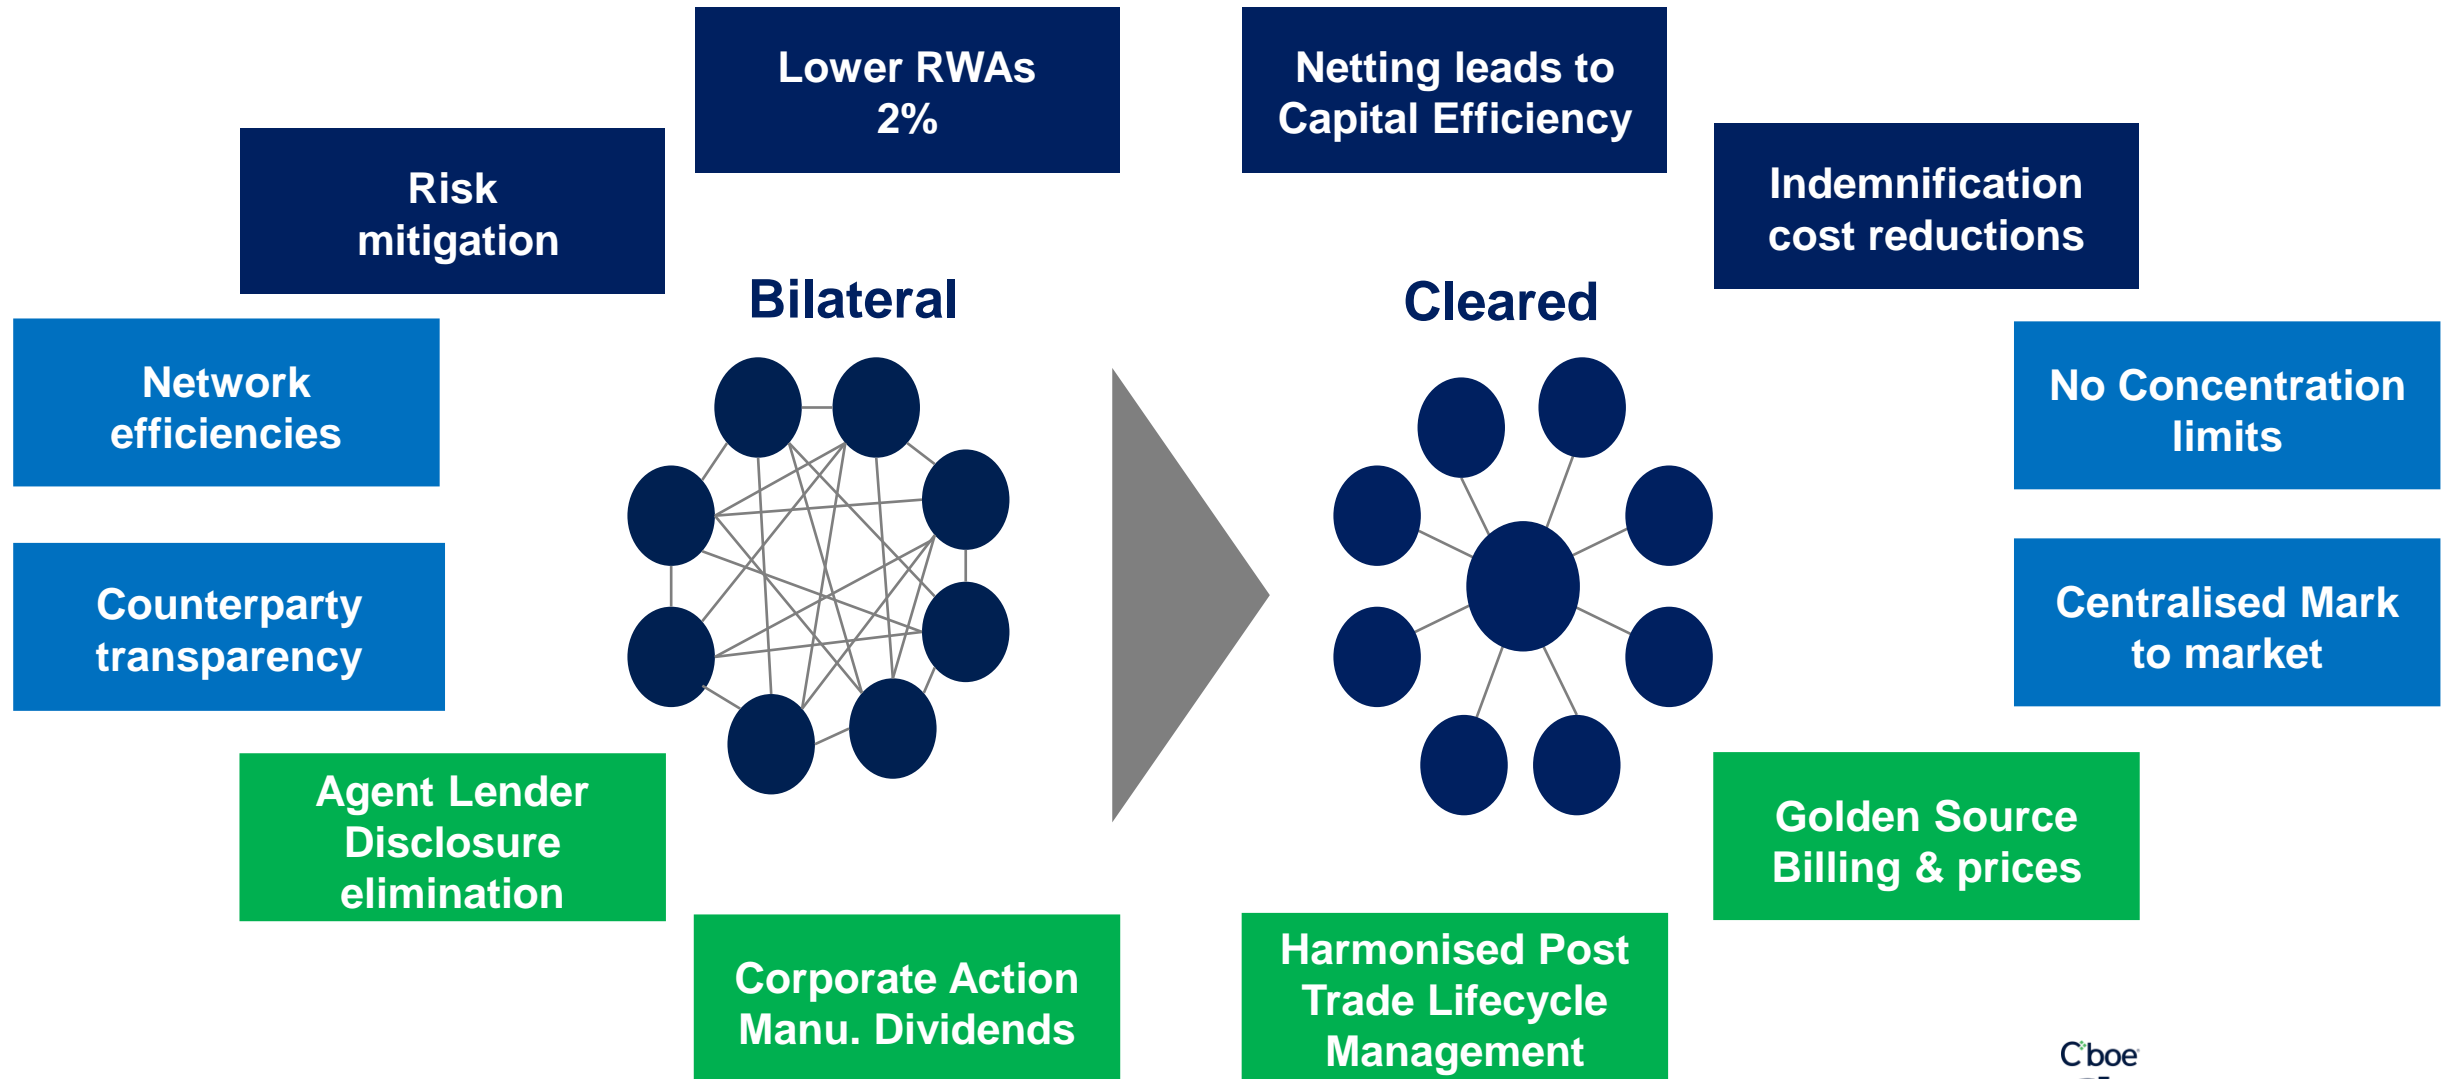 Lower RWAs
2%
Netting leads to
Capital Efficiency
Risk
mitigation
Indemnification
cost reductions
Bilateral
Cleared
Network
efficiencies
No Concentration
limits
Counterparty
transparency
Centralised Mark
to market
Agent Lender
Disclosure
elimination
Golden Source
Billing & prices
Corporate Action
Manu. Dividends
Harmonised Post
Trade Lifecycle
Management
Cboe